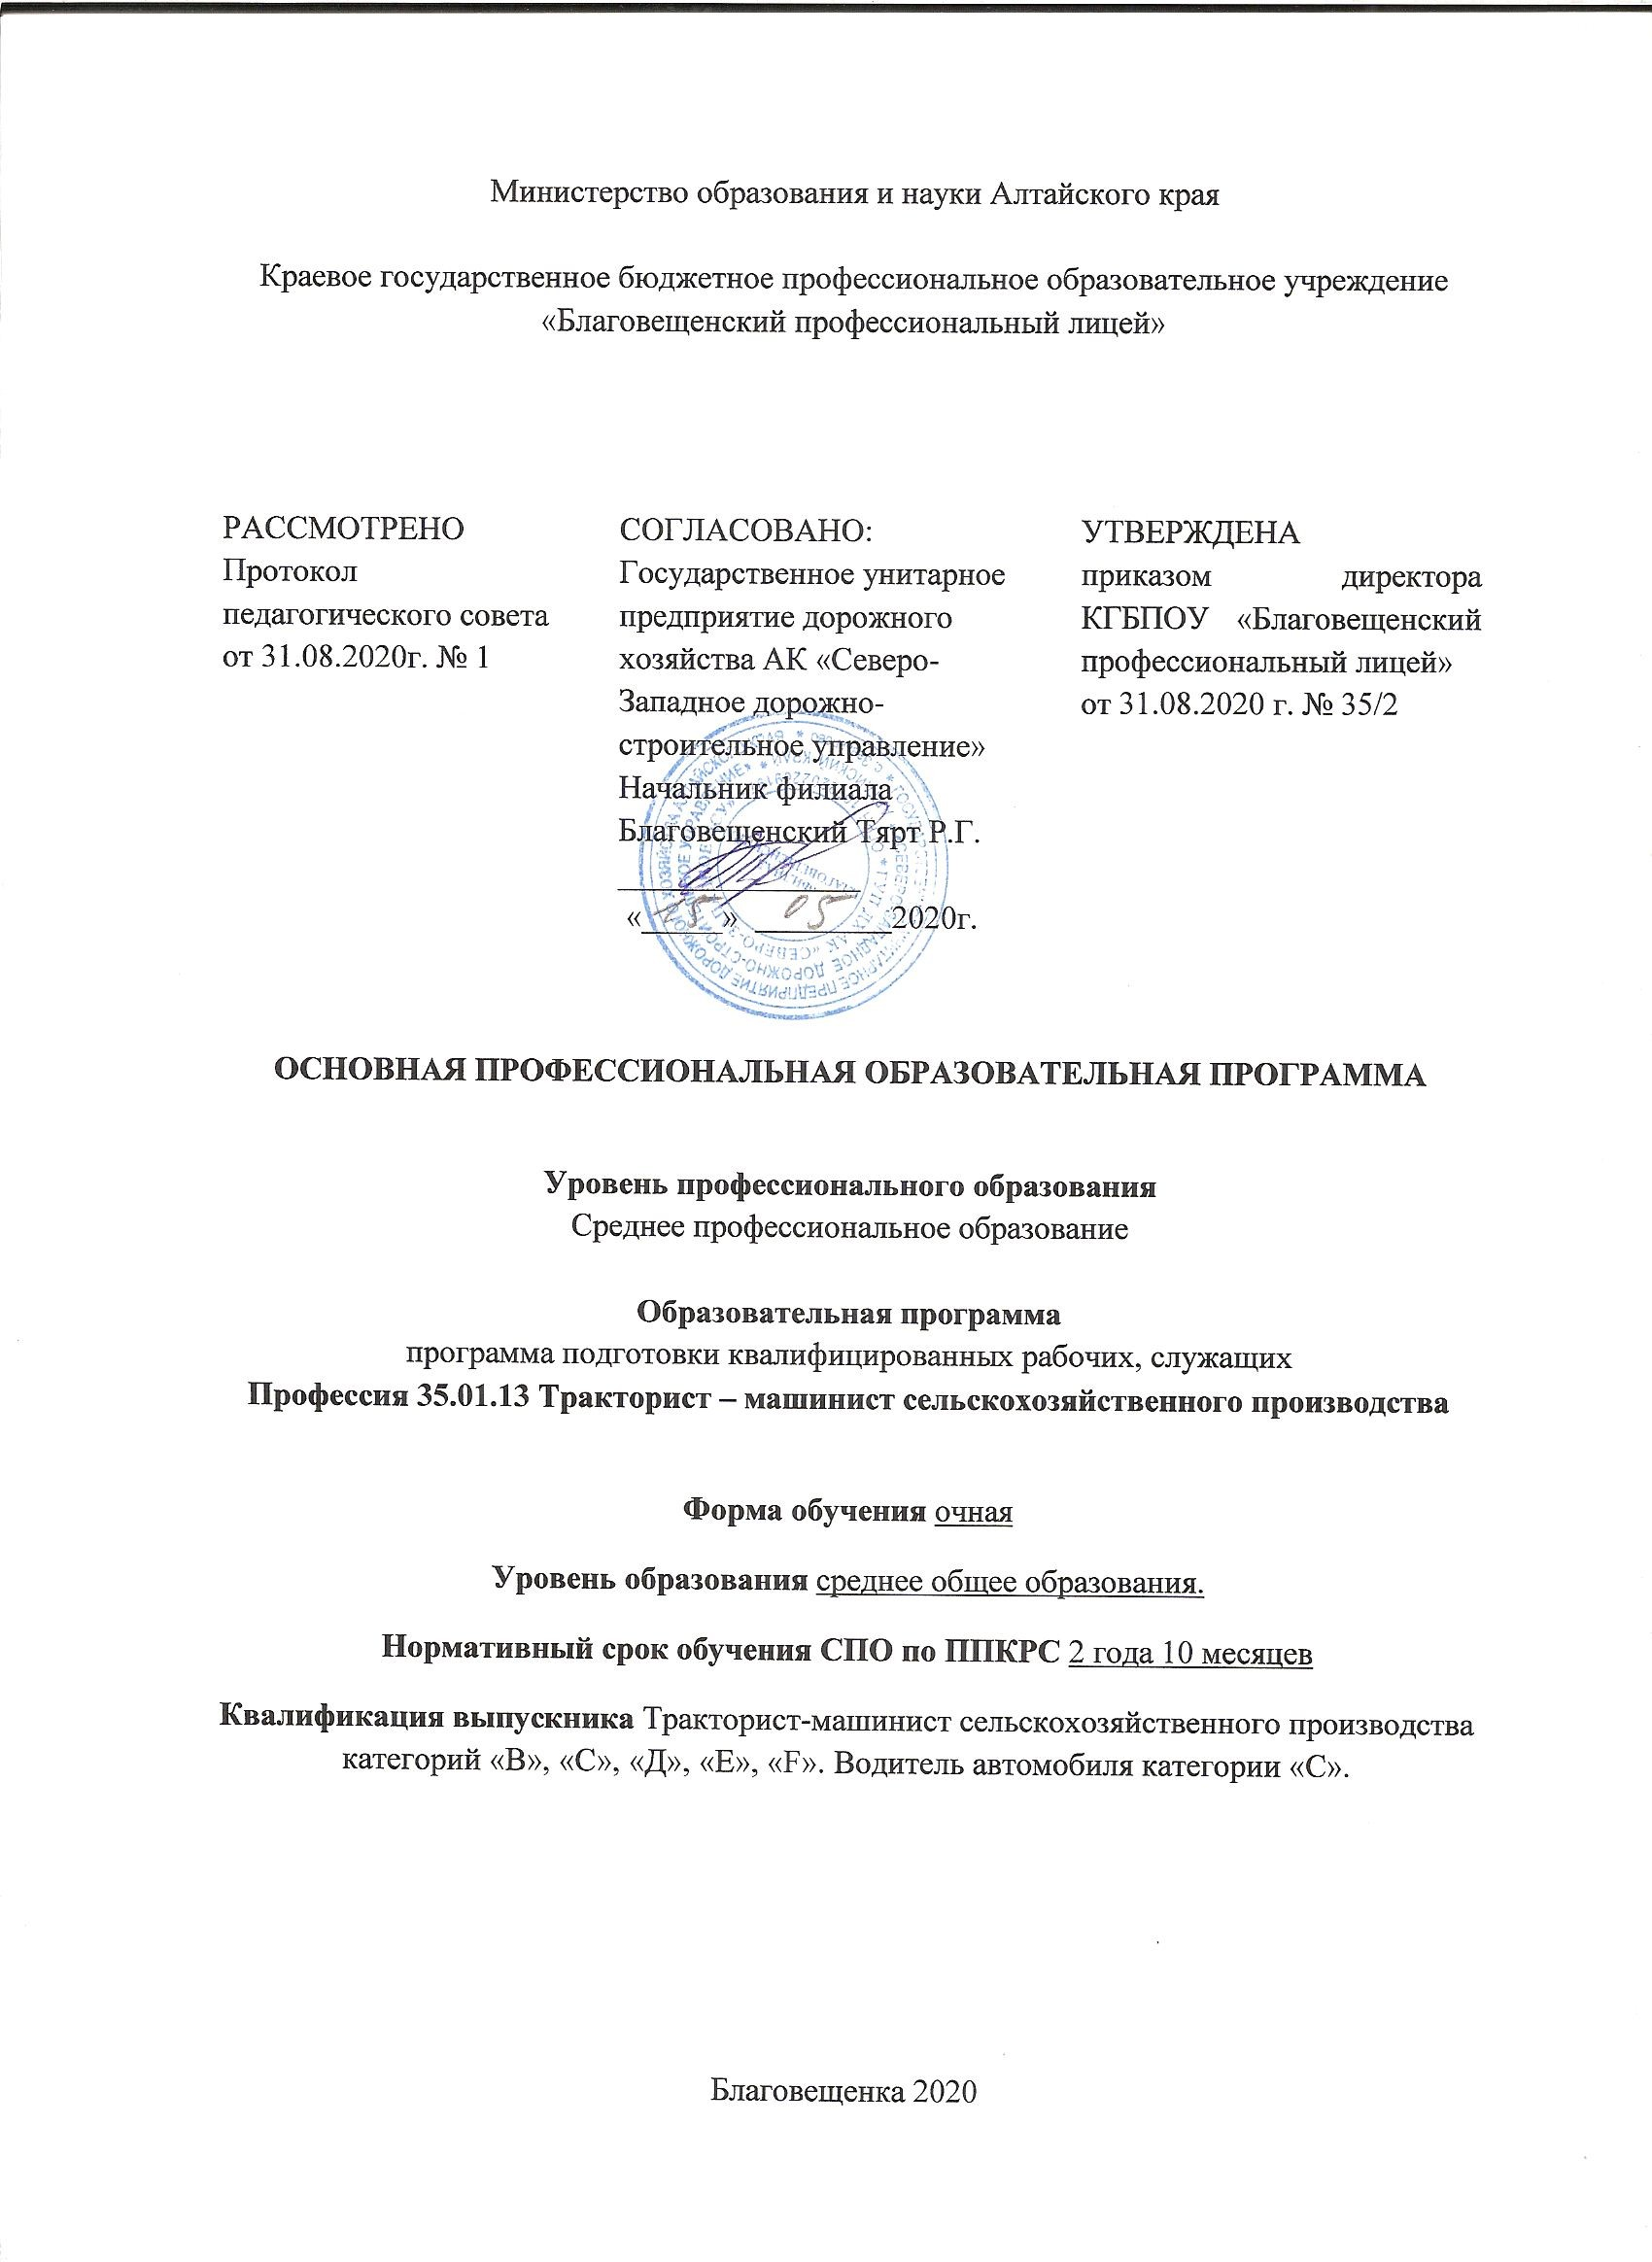 Министерство образования и науки Алтайского края
Краевое государственное бюджетное профессиональное образовательное учреждение
«Благовещенский профессиональный лицей»
РАССМОТРЕНО
Протокол
педагогического совета
от 31.08.2020г. № 1
СОГЛАСОВАНО:
Государственное унитарное
предприятие дорожного
хозяйства АК «Северо-
Западное дорожно-
строительное управление»
Начальник филиала
Благовещенский Тярт Р.Г.
«15» 05 2020г.
УТВЕРЖДЕНА
приказом директора
КГБПОУ «Благовещенский
профессиональный лицей»
от 31.08.2020 г. № 35/2
ОСНОВНАЯ ПРОФЕССИОНАЛЬНАЯ ОБРАЗОВАТЕЛЬНАЯ ПРОГРАММА
Уровень профессионального образования
Среднее профессиональное образование
Образовательная программа
программа подготовки квалифицированных рабочих, служащих
Профессия 35.01.13 Тракторист – машинист сельскохозяйственного производства
Форма обучения очная
Уровень образования среднее общее образования.
Нормативный срок обучения СПО по ППКРС 2 года 10 месяцев
Квалификация выпускника Тракторист-машинист сельскохозяйственного производства
категорий «В», «С», «Д», «Е», «F». Водитель автомобиля категории «С».
Благовещенка 2020